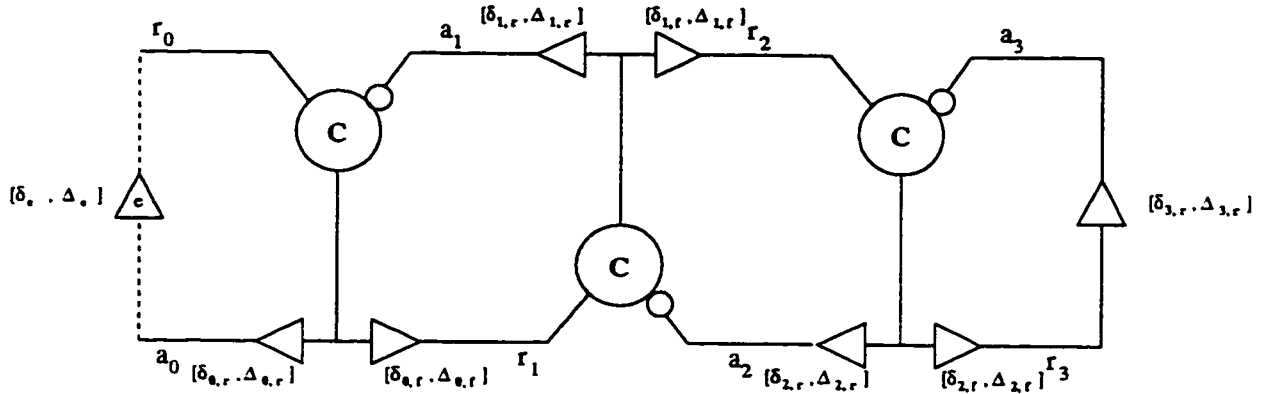 [δ₁,r,Δ₁,r] [δ₁,r,Δ₁,r]
r₀ a₁ r₂ a₃
C C
[δₑ,Δₑ] e [δ₃,r,Δ₃,r]
C
a₀ r₁ a₂ r₃
[δ₀,r,Δ₀,r] [δ₀,f,Δ₀,f] [δ₂,r,Δ₂,r] [δ₂,r,Δ₂,r]